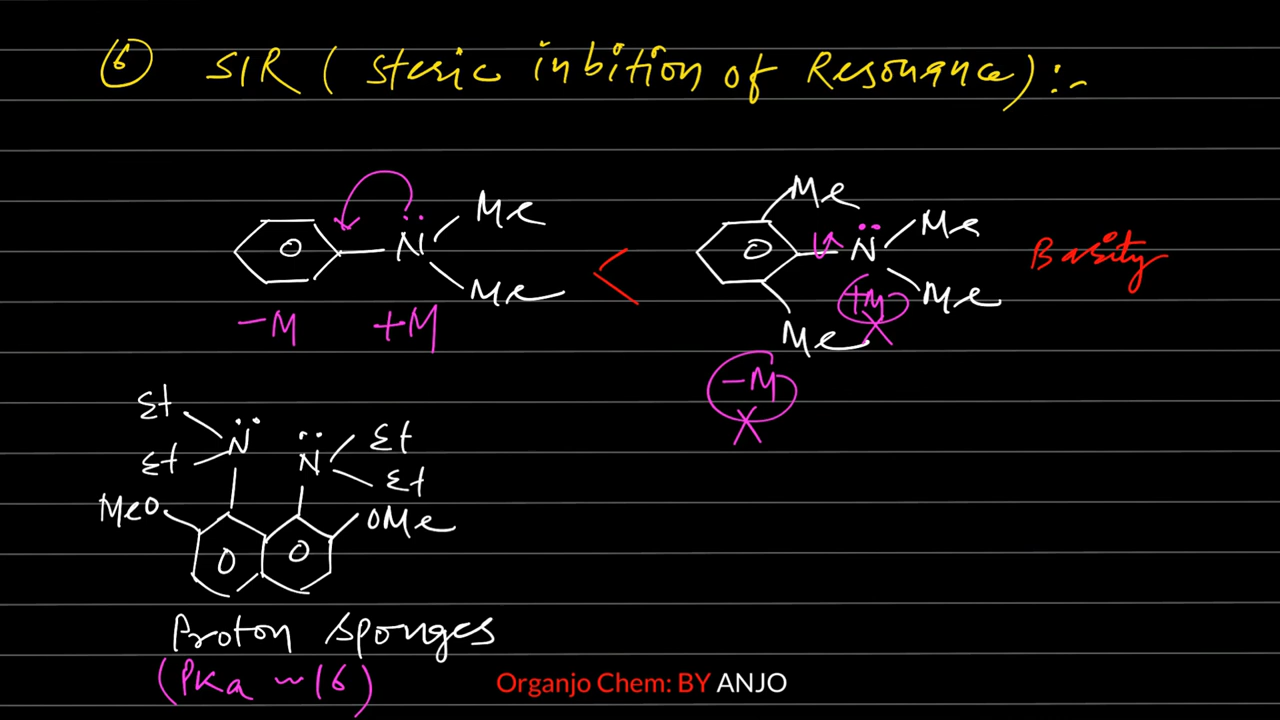 ⑥ SIR ( Steric inbition of Resonance ) :-
Me
N Me
Me
-M +M
<
Me
N Me
Me
Me
+M
-M
Basity
Et
Et
N
N
Et
Et
MeO
OMe
Proton sponges
(PKa ~ 16)
Organjo Chem: BY ANJO